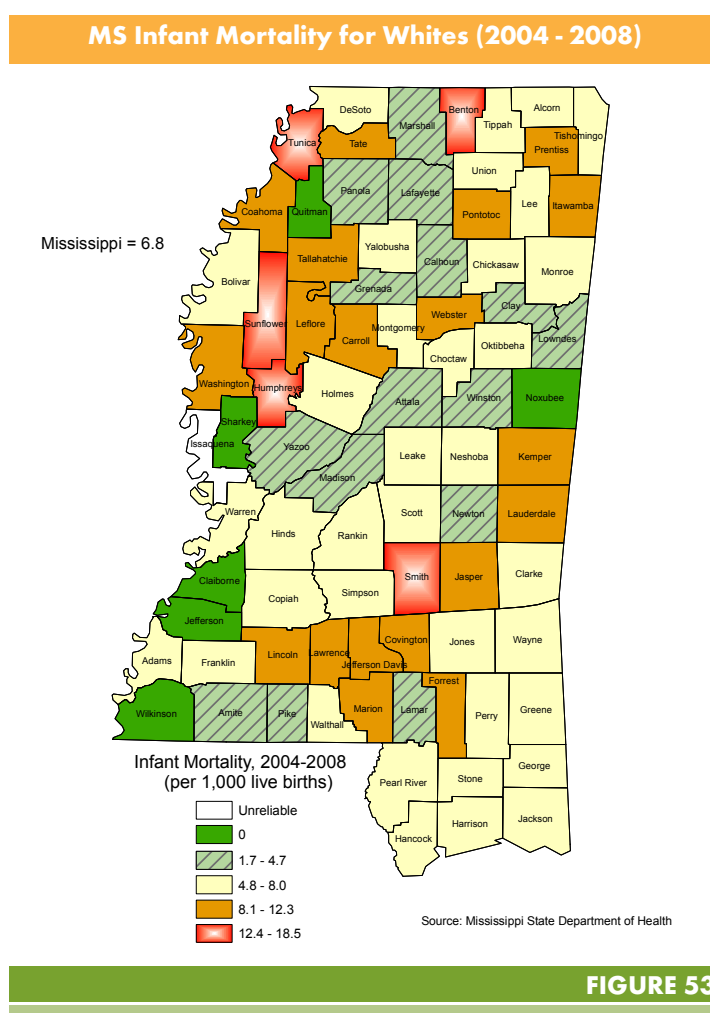 MS Infant Mortality for Whites (2004 - 2008)
DeSoto
Marshall
Benton
Alcorn
Tippah
Tishomingo
Tunica
Tate
Prentiss
Union
Panola
Lafayette
Coahoma
Quitman
Pontotoc
Lee
Itawamba
Mississippi = 6.8
Yalobusha
Tallahatchie
Calhoun
Chickasaw
Monroe
Bolivar
Grenada
Clay
Sunflower
Leflore
Webster
Carroll
Montgomery
Lowndes
Oktibbeha
Choctaw
Washington
Humphreys
Holmes
Attala
Winston
Noxubee
Sharkey
Issaquena
Yazoo
Leake
Neshoba
Kemper
Madison
Warren
Scott
Newton
Lauderdale
Hinds
Rankin
Claiborne
Smith
Jasper
Clarke
Copiah
Simpson
Jefferson
Covington
Jones
Wayne
Lincoln
Lawrence
Jefferson Davis
Adams
Franklin
Forrest
Wilkinson
Amite
Pike
Marion
Lamar
Perry
Greene
Walthall
Infant Mortality, 2004-2008
(per 1,000 live births)
Pearl River
Stone
George
Hancock
Harrison
Jackson
Unreliable
0
1.7 - 4.7
4.8 - 8.0
8.1 - 12.3
12.4 - 18.5
Source: Mississippi State Department of Health
FIGURE 53